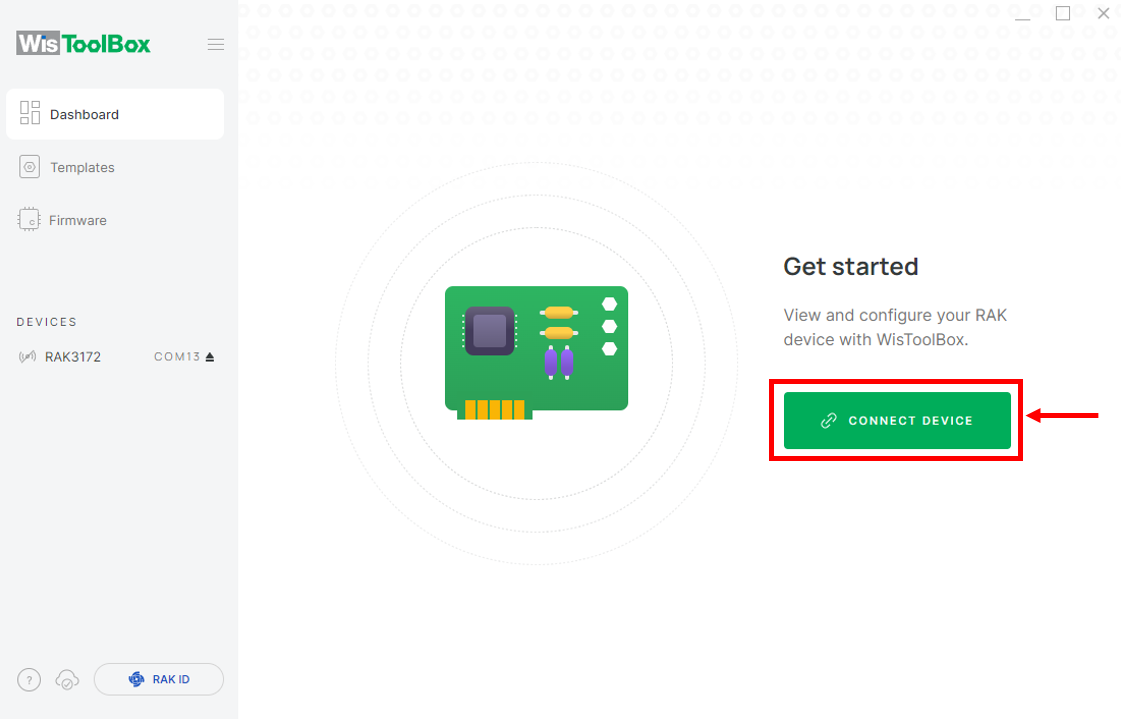 WisToolBox
Dashboard
Templates
Firmware
DEVICES
RAK3172 COM13
? RAK ID
Get started
View and configure your RAK
device with WisToolBox.
CONNECT DEVICE